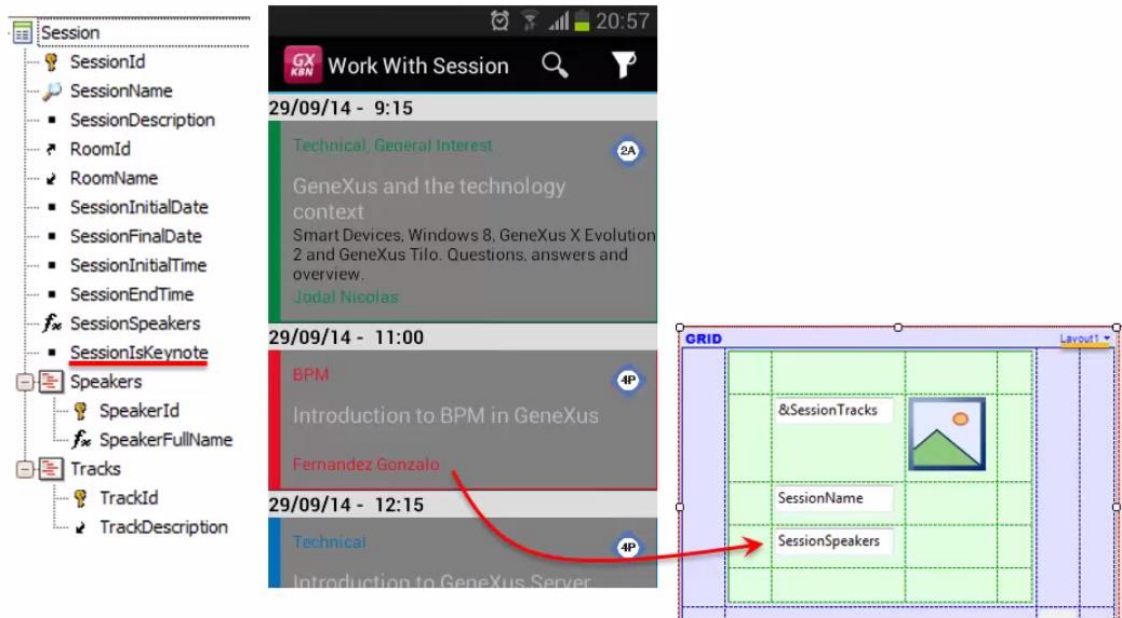 Session
SessionId
SessionName
SessionDescription
RoomId
RoomName
SessionInitialDate
SessionFinalDate
SessionInitialTime
SessionEndTime
SessionSpeakers
SessionIsKeynote
Speakers
SpeakerId
SpeakerFullName
Tracks
TrackId
TrackDescription
20:57
GX
KBN
Work With Session
29/09/14 - 9:15
Technical, General Interest
2A
GeneXus and the technology
context
Smart Devices, Windows 8, GeneXus X Evolution
2 and GeneXus Tilo. Questions, answers and
overview.
Jodal Nicolas
29/09/14 - 11:00
BPM
4P
Introduction to BPM in GeneXus
Fernandez Gonzalo
29/09/14 - 12:15
Technical
4P
Introduction to GeneXus Server
GRID
Layout1
&SessionTracks
SessionName
SessionSpeakers